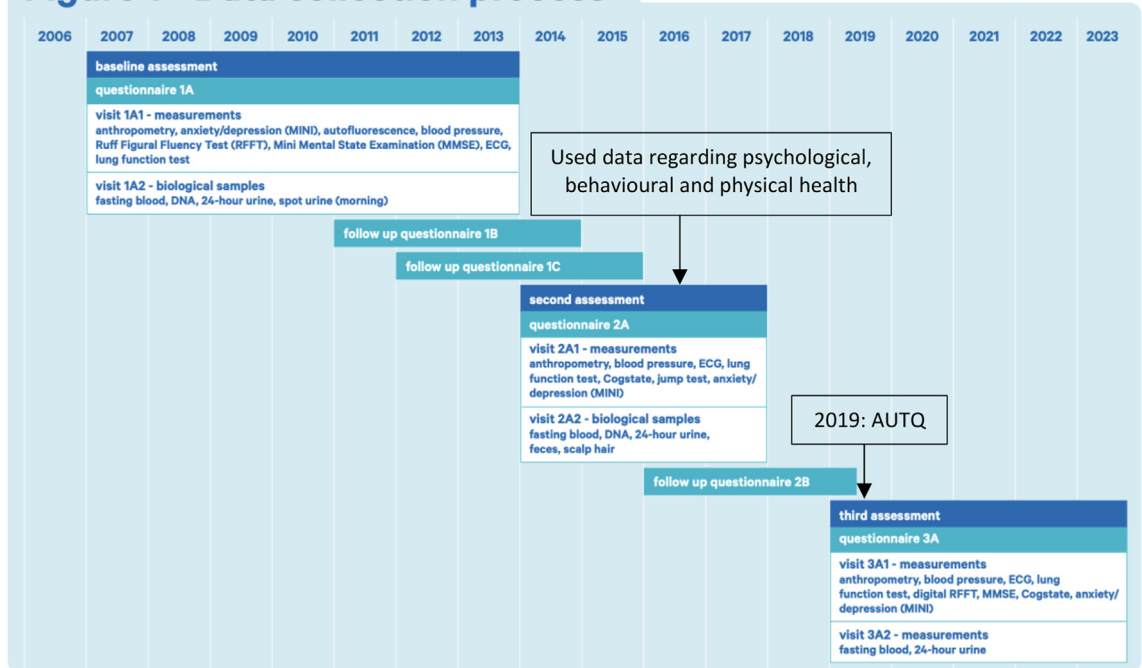 2006 2007 2008 2009 2010 2011 2012 2013 2014 2015 2016 2017 2018 2019 2020 2021 2022 2023
baseline assessment
questionnaire 1A
visit 1A1 - measurements
anthropometry, anxiety/depression (MINI), autofluorescence, blood pressure,
Ruff Figural Fluency Test (RFFT), Mini Mental State Examination (MMSE), ECG,
lung function test
visit 1A2 - biological samples
fasting blood, DNA, 24-hour urine, spot urine (morning)
Used data regarding psychological,
behavioural and physical health
follow up questionnaire 1B
follow up questionnaire 1C
second assessment
questionnaire 2A
visit 2A1 - measurements
anthropometry, blood pressure, ECG, lung
function test, Cogstate, jump test, anxiety/
depression (MINI)
visit 2A2 - biological samples
fasting blood, DNA, 24-hour urine,
feces, scalp hair
2019: AUTQ
follow up questionnaire 2B
third assessment
questionnaire 3A
visit 3A1 - measurements
anthropometry, blood pressure, ECG, lung
function test, digital RFFT, MMSE, Cogstate, anxiety/
depression (MINI)
visit 3A2 - measurements
fasting blood, 24-hour urine